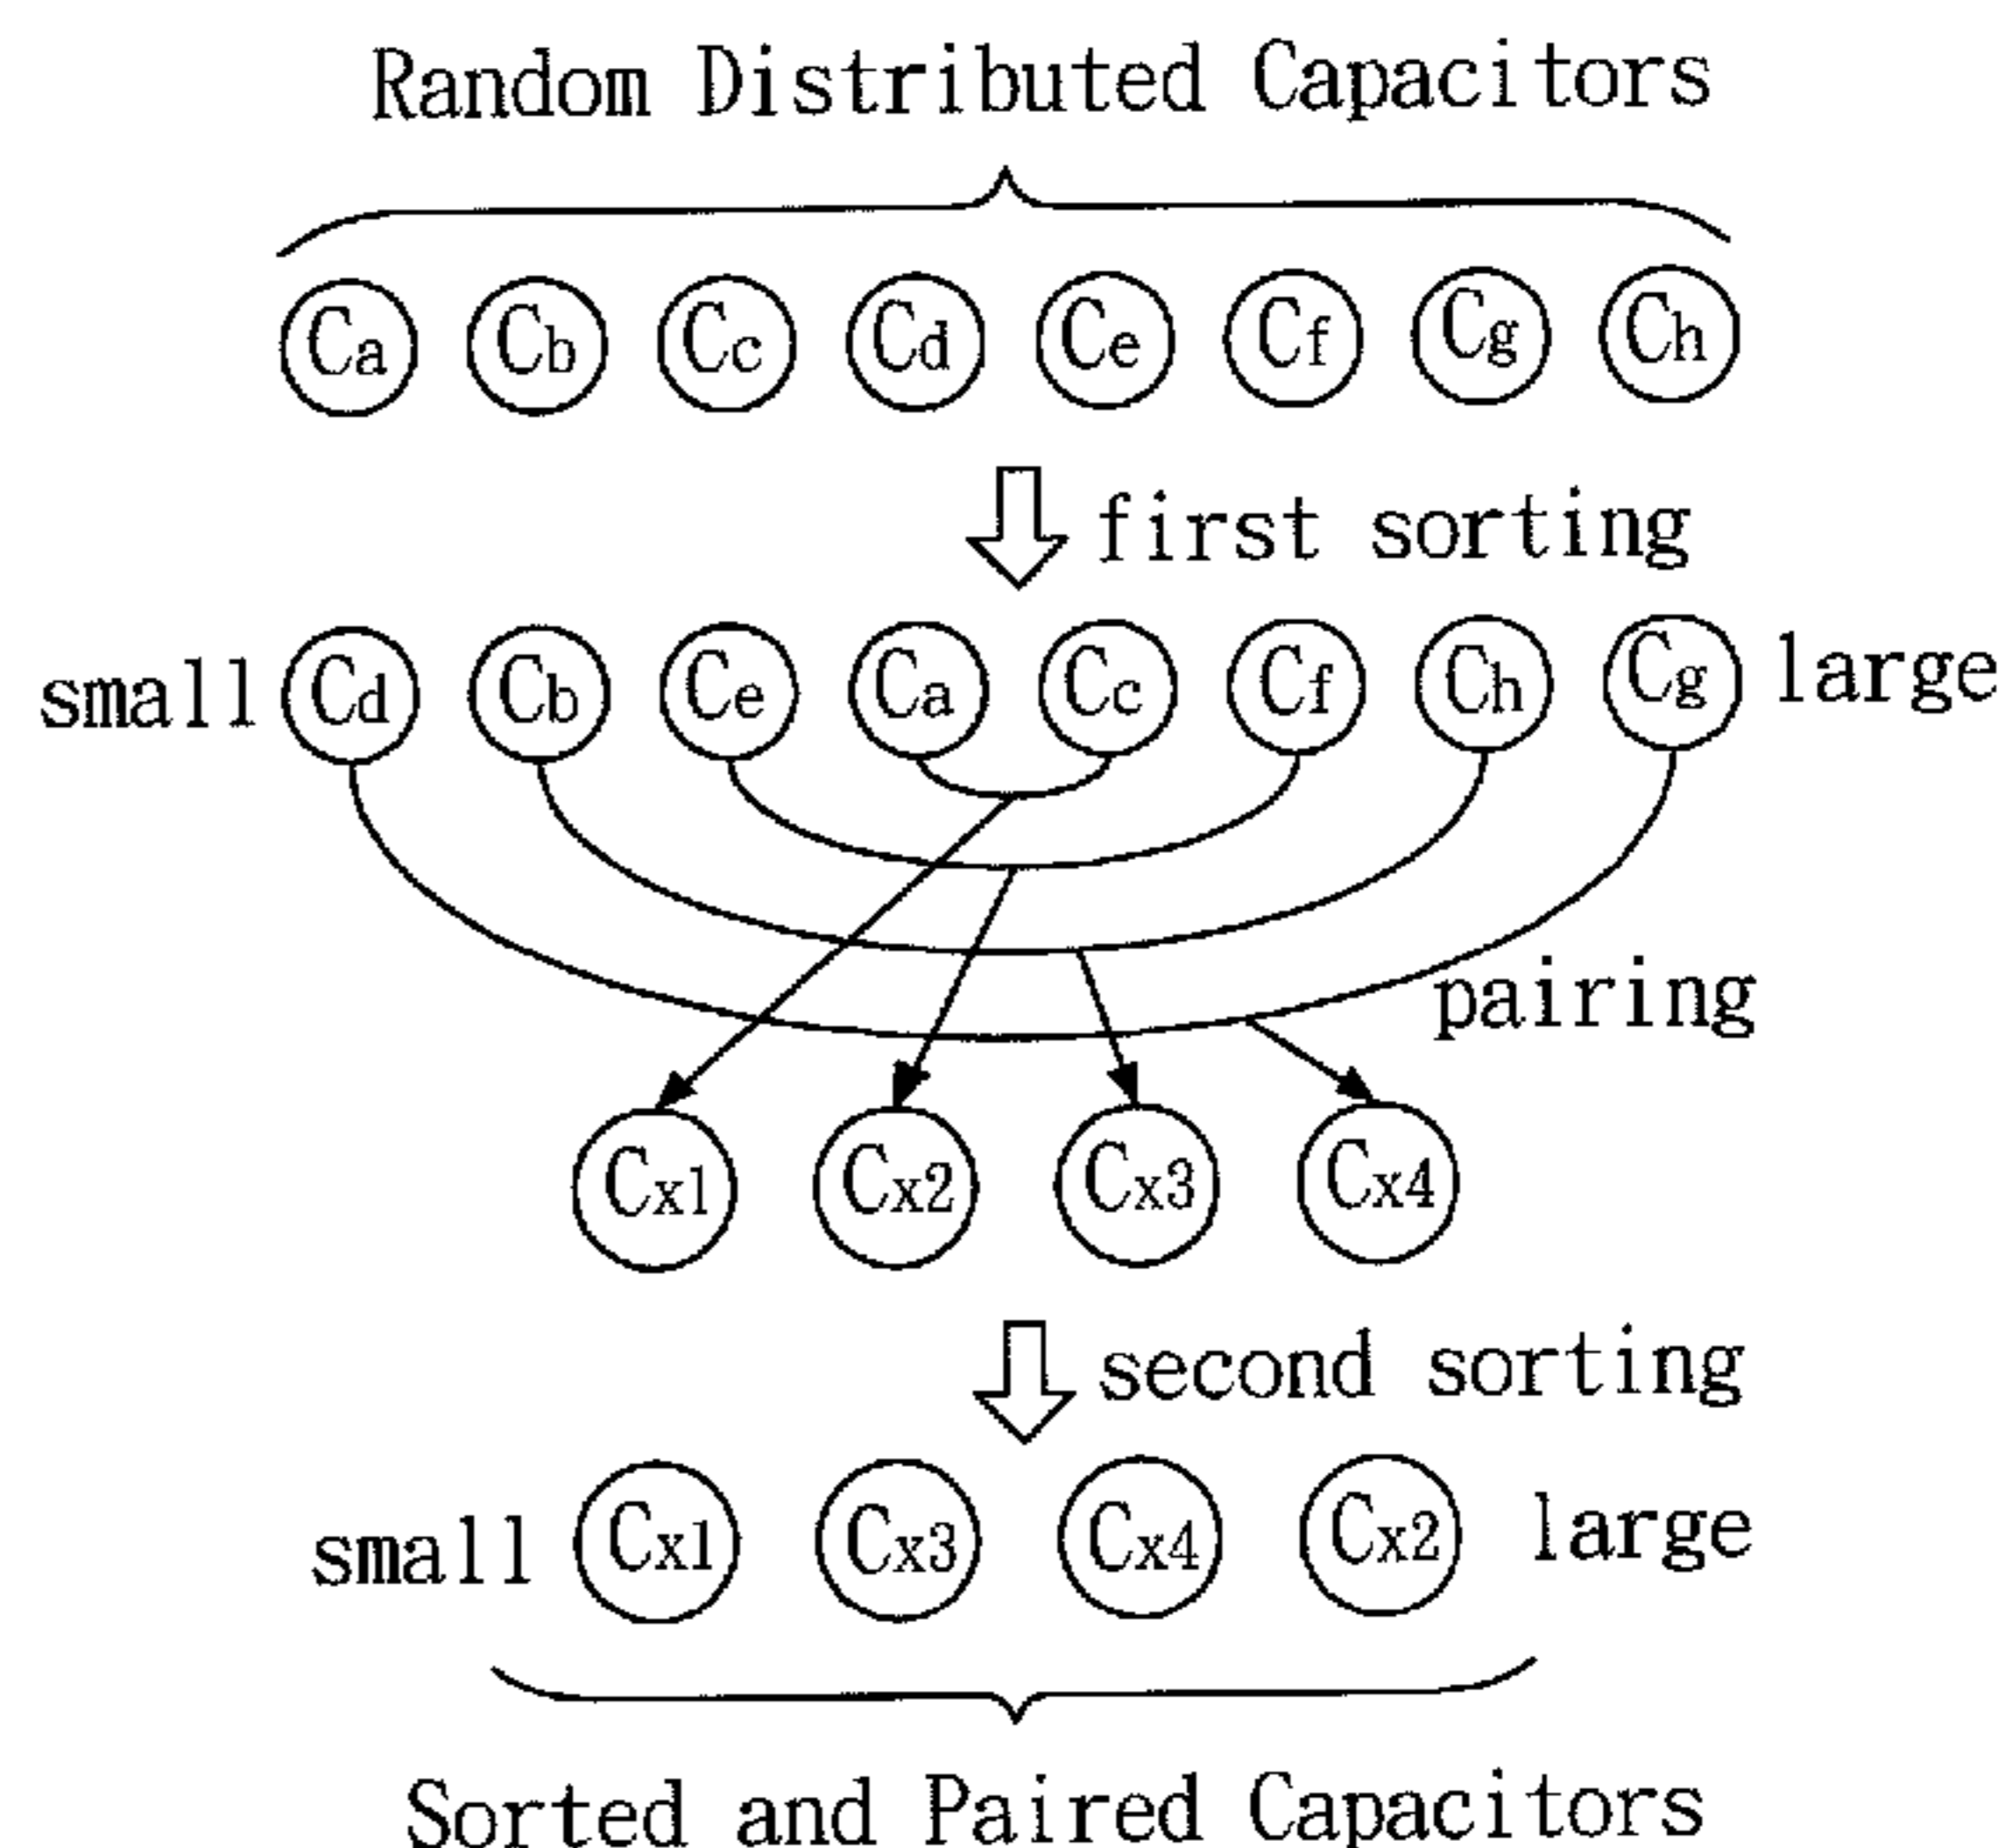 Random Distributed Capacitors
Ca Cb Cc Cd Ce Cf Cg Ch
first sorting
small Cd Cb Ce Ca Cc Cf Ch Cg large
pairing
Cx1 Cx2 Cx3 Cx4
second sorting
small Cx1 Cx3 Cx4 Cx2 large
Sorted and Paired Capacitors